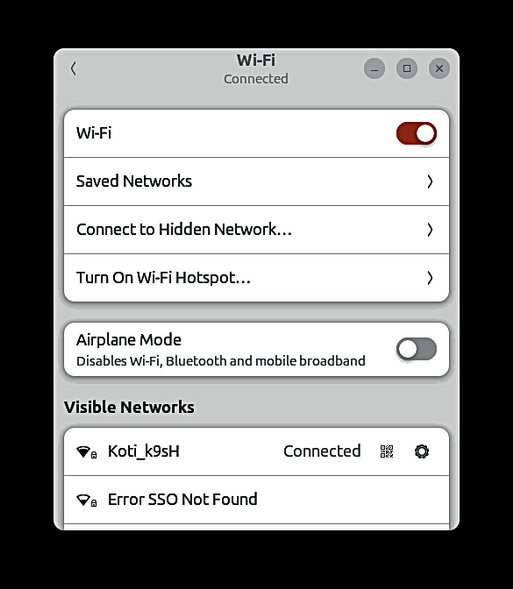 Wi-Fi
Connected
Wi-Fi
Saved Networks
Connect to Hidden Network…
Turn On Wi-Fi Hotspot…
Airplane Mode
Disables Wi-Fi, Bluetooth and mobile broadband
Visible Networks
Koti_k9sH Connected
Error SSO Not Found